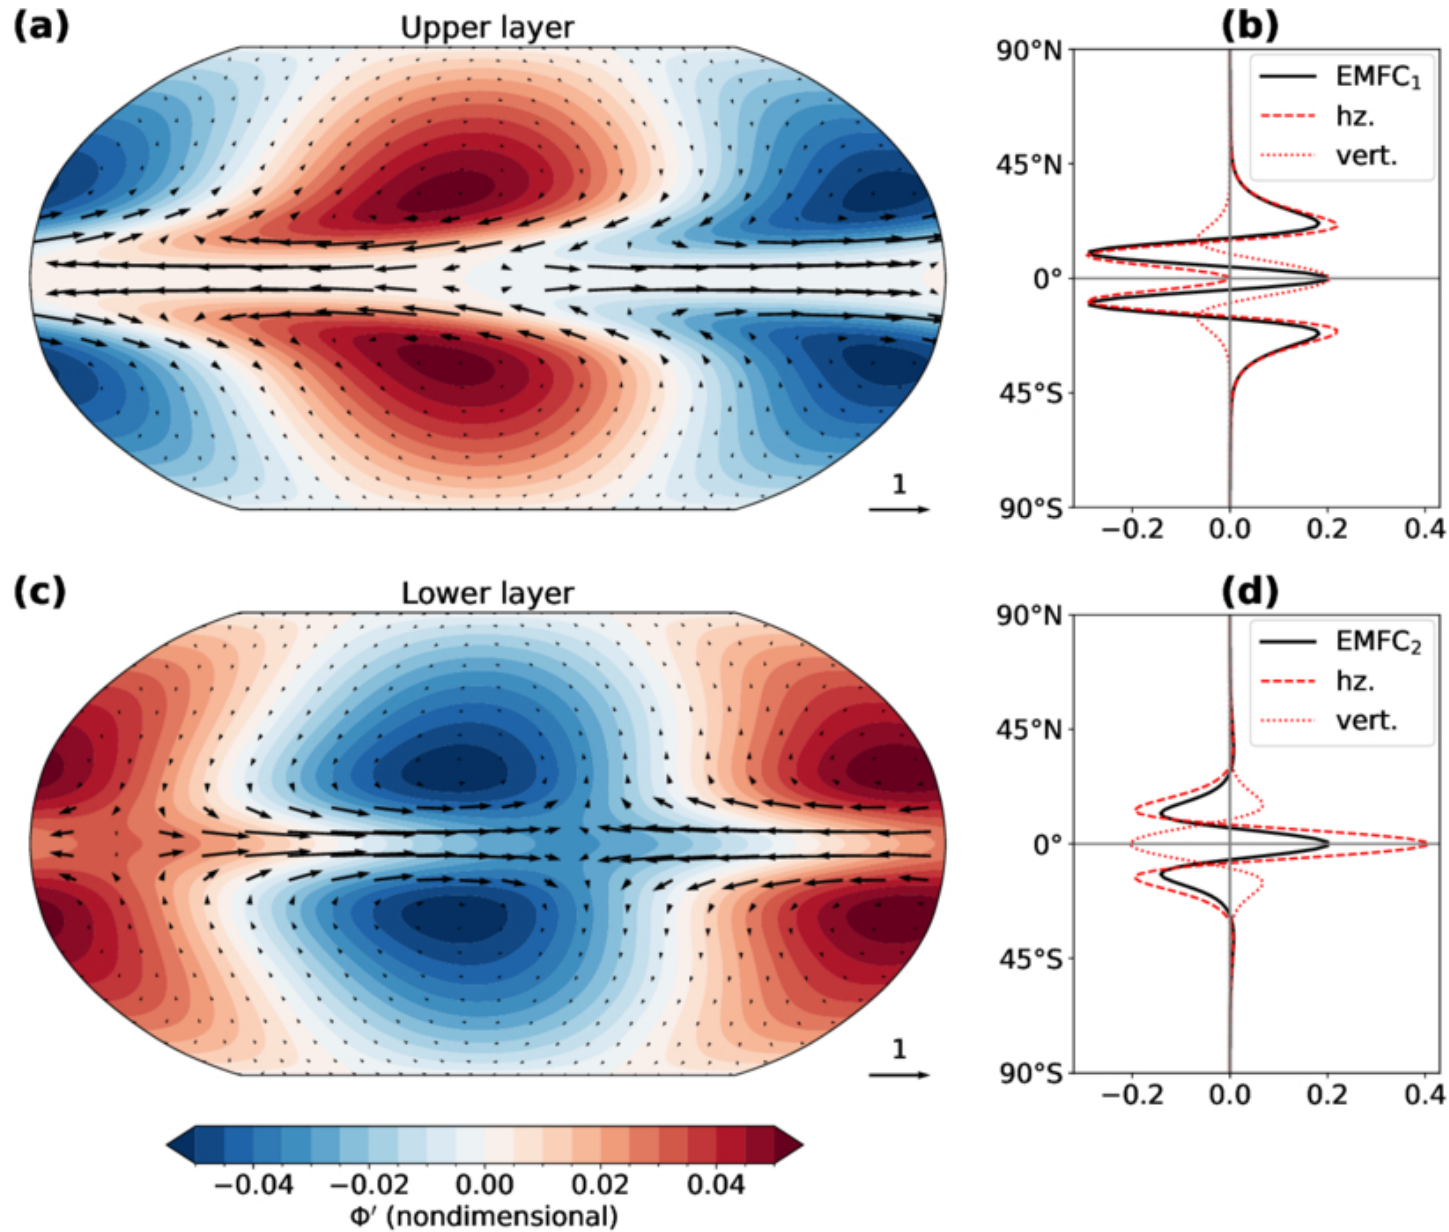 (a)
Upper layer
1
(b)
90°N
45°N
0°
45°S
90°S
EMFC₁
hz.
vert.
−0.2 0.0 0.2 0.4
(c)
Lower layer
1
(d)
90°N
45°N
0°
45°S
90°S
EMFC₂
hz.
vert.
−0.2 0.0 0.2 0.4
−0.04 −0.02 0.00 0.02 0.04
Φ′ (nondimensional)